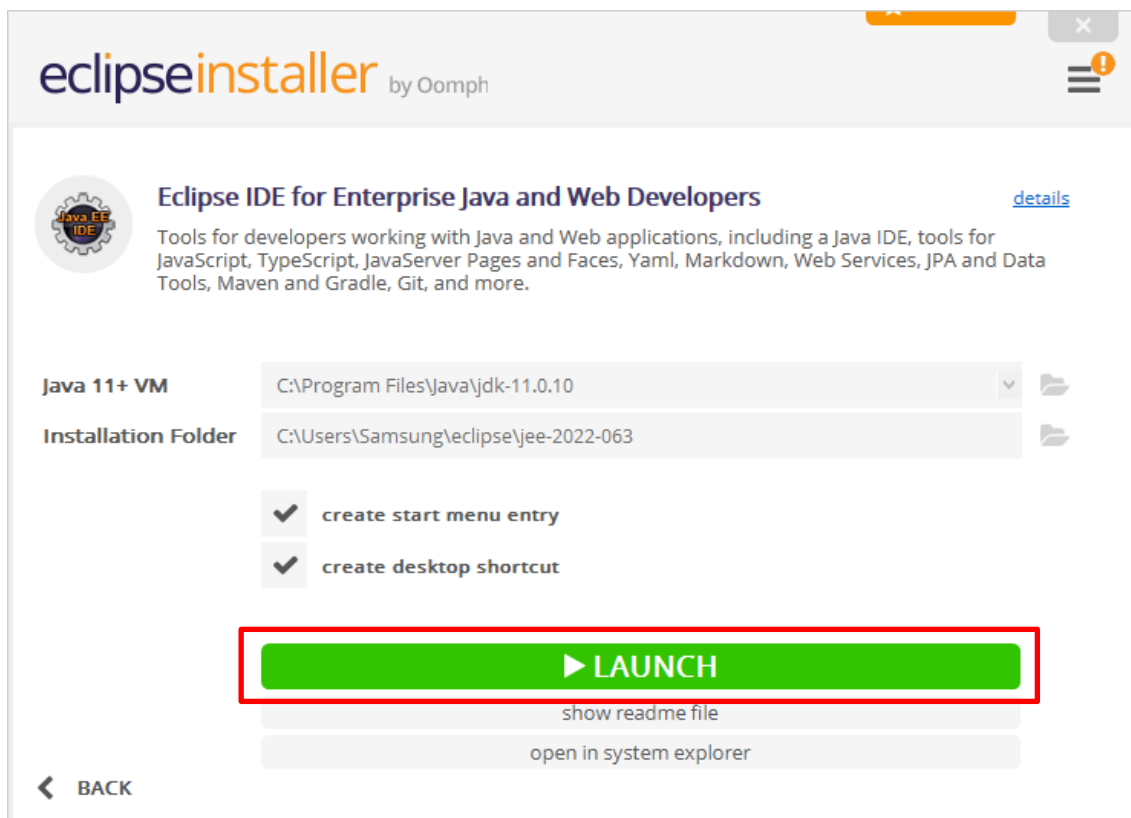 eclipseinstaller by Oomph
Java EE
IDE
Eclipse IDE for Enterprise Java and Web Developers
details
Tools for developers working with Java and Web applications, including a Java IDE, tools for
JavaScript, TypeScript, JavaServer Pages and Faces, Yaml, Markdown, Web Services, JPA and Data
Tools, Maven and Gradle, Git, and more.
Java 11+ VM
C:\Program Files\Java\jdk-11.0.10
Installation Folder
C:\Users\Samsung\eclipse\jee-2022-063
create start menu entry
create desktop shortcut
LAUNCH
show readme file
open in system explorer
BACK